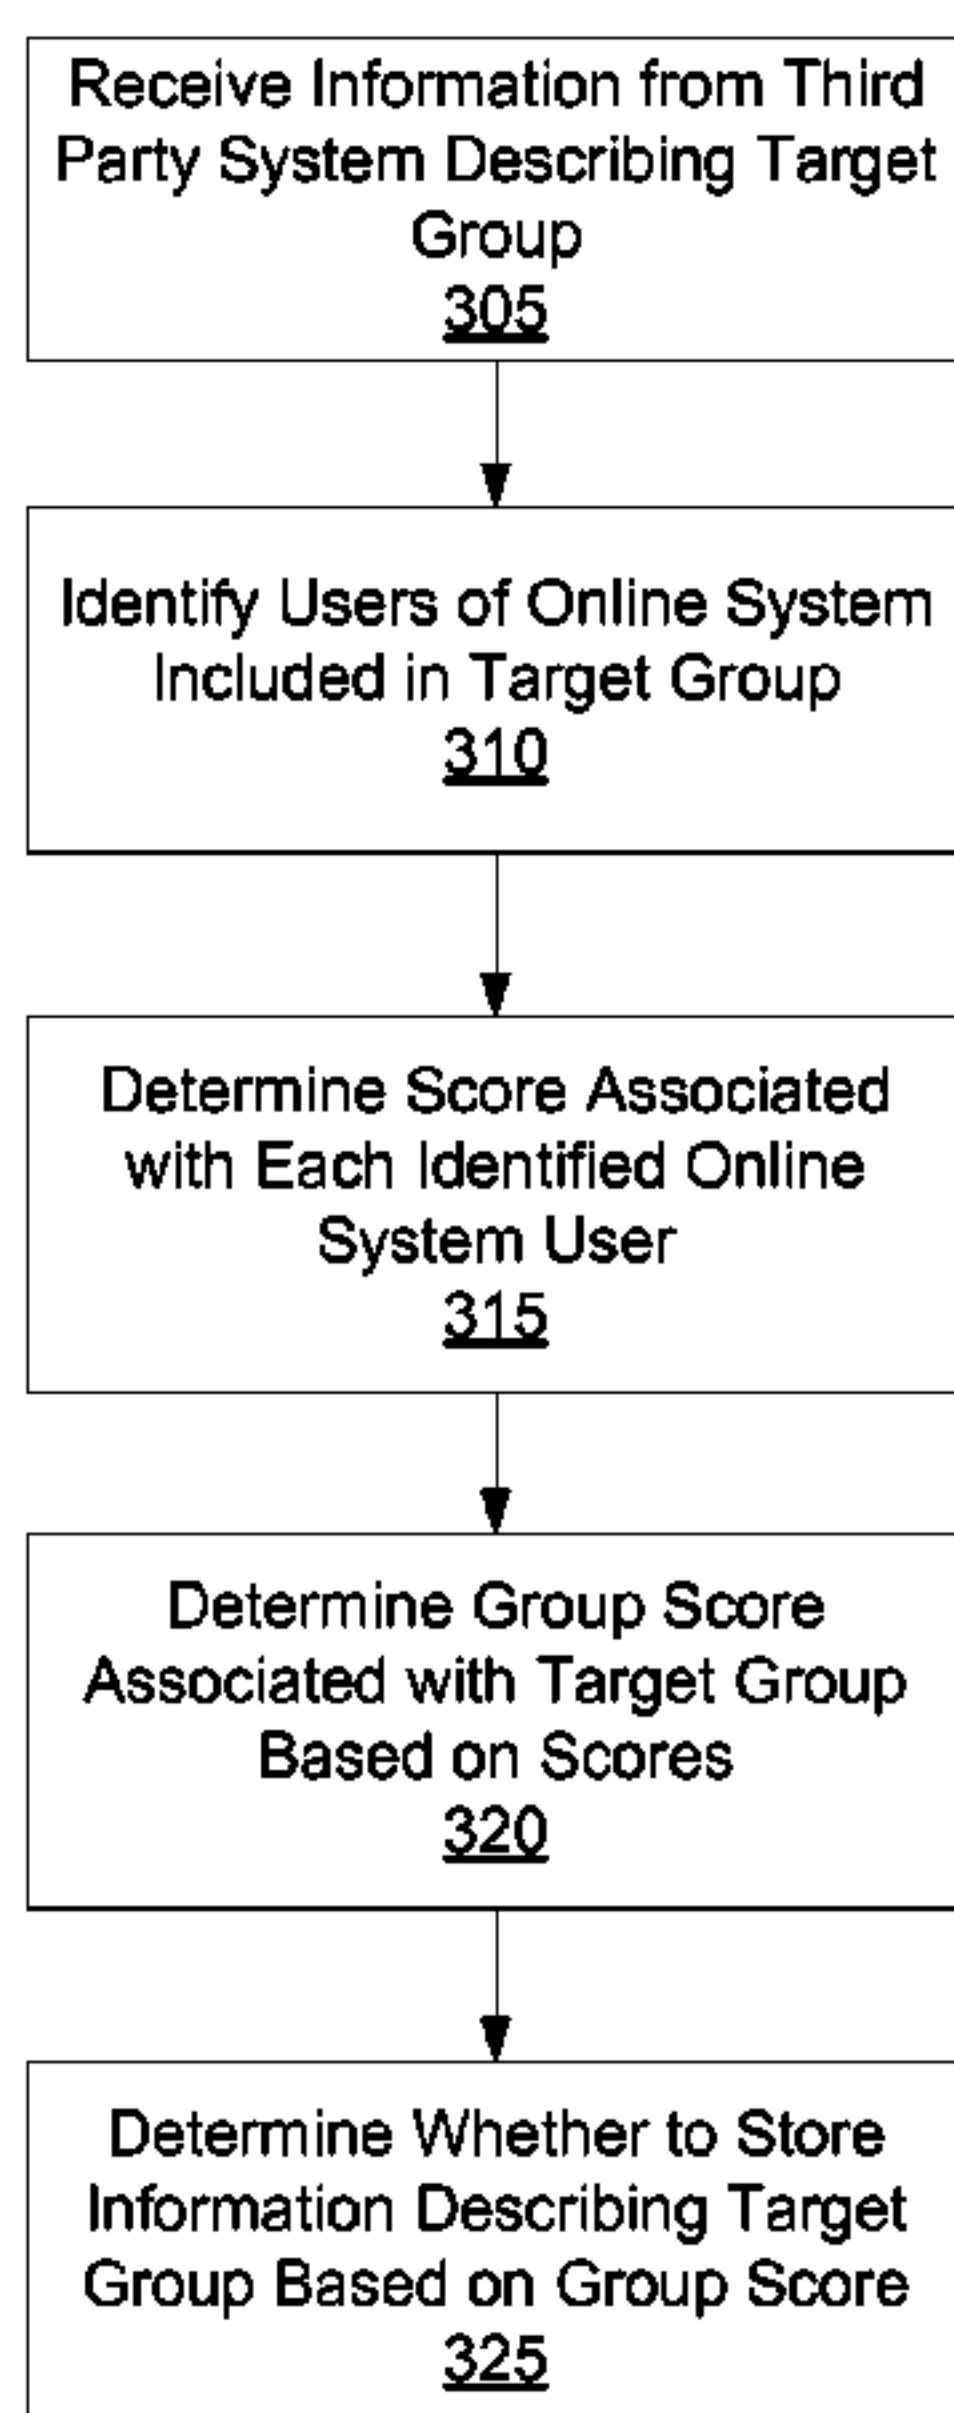 Receive Information from Third
Party System Describing Target
Group
305
Identify Users of Online System
Included in Target Group
310
Determine Score Associated
with Each Identified Online
System User
315
Determine Group Score
Associated with Target Group
Based on Scores
320
Determine Whether to Store
Information Describing Target
Group Based on Group Score
325